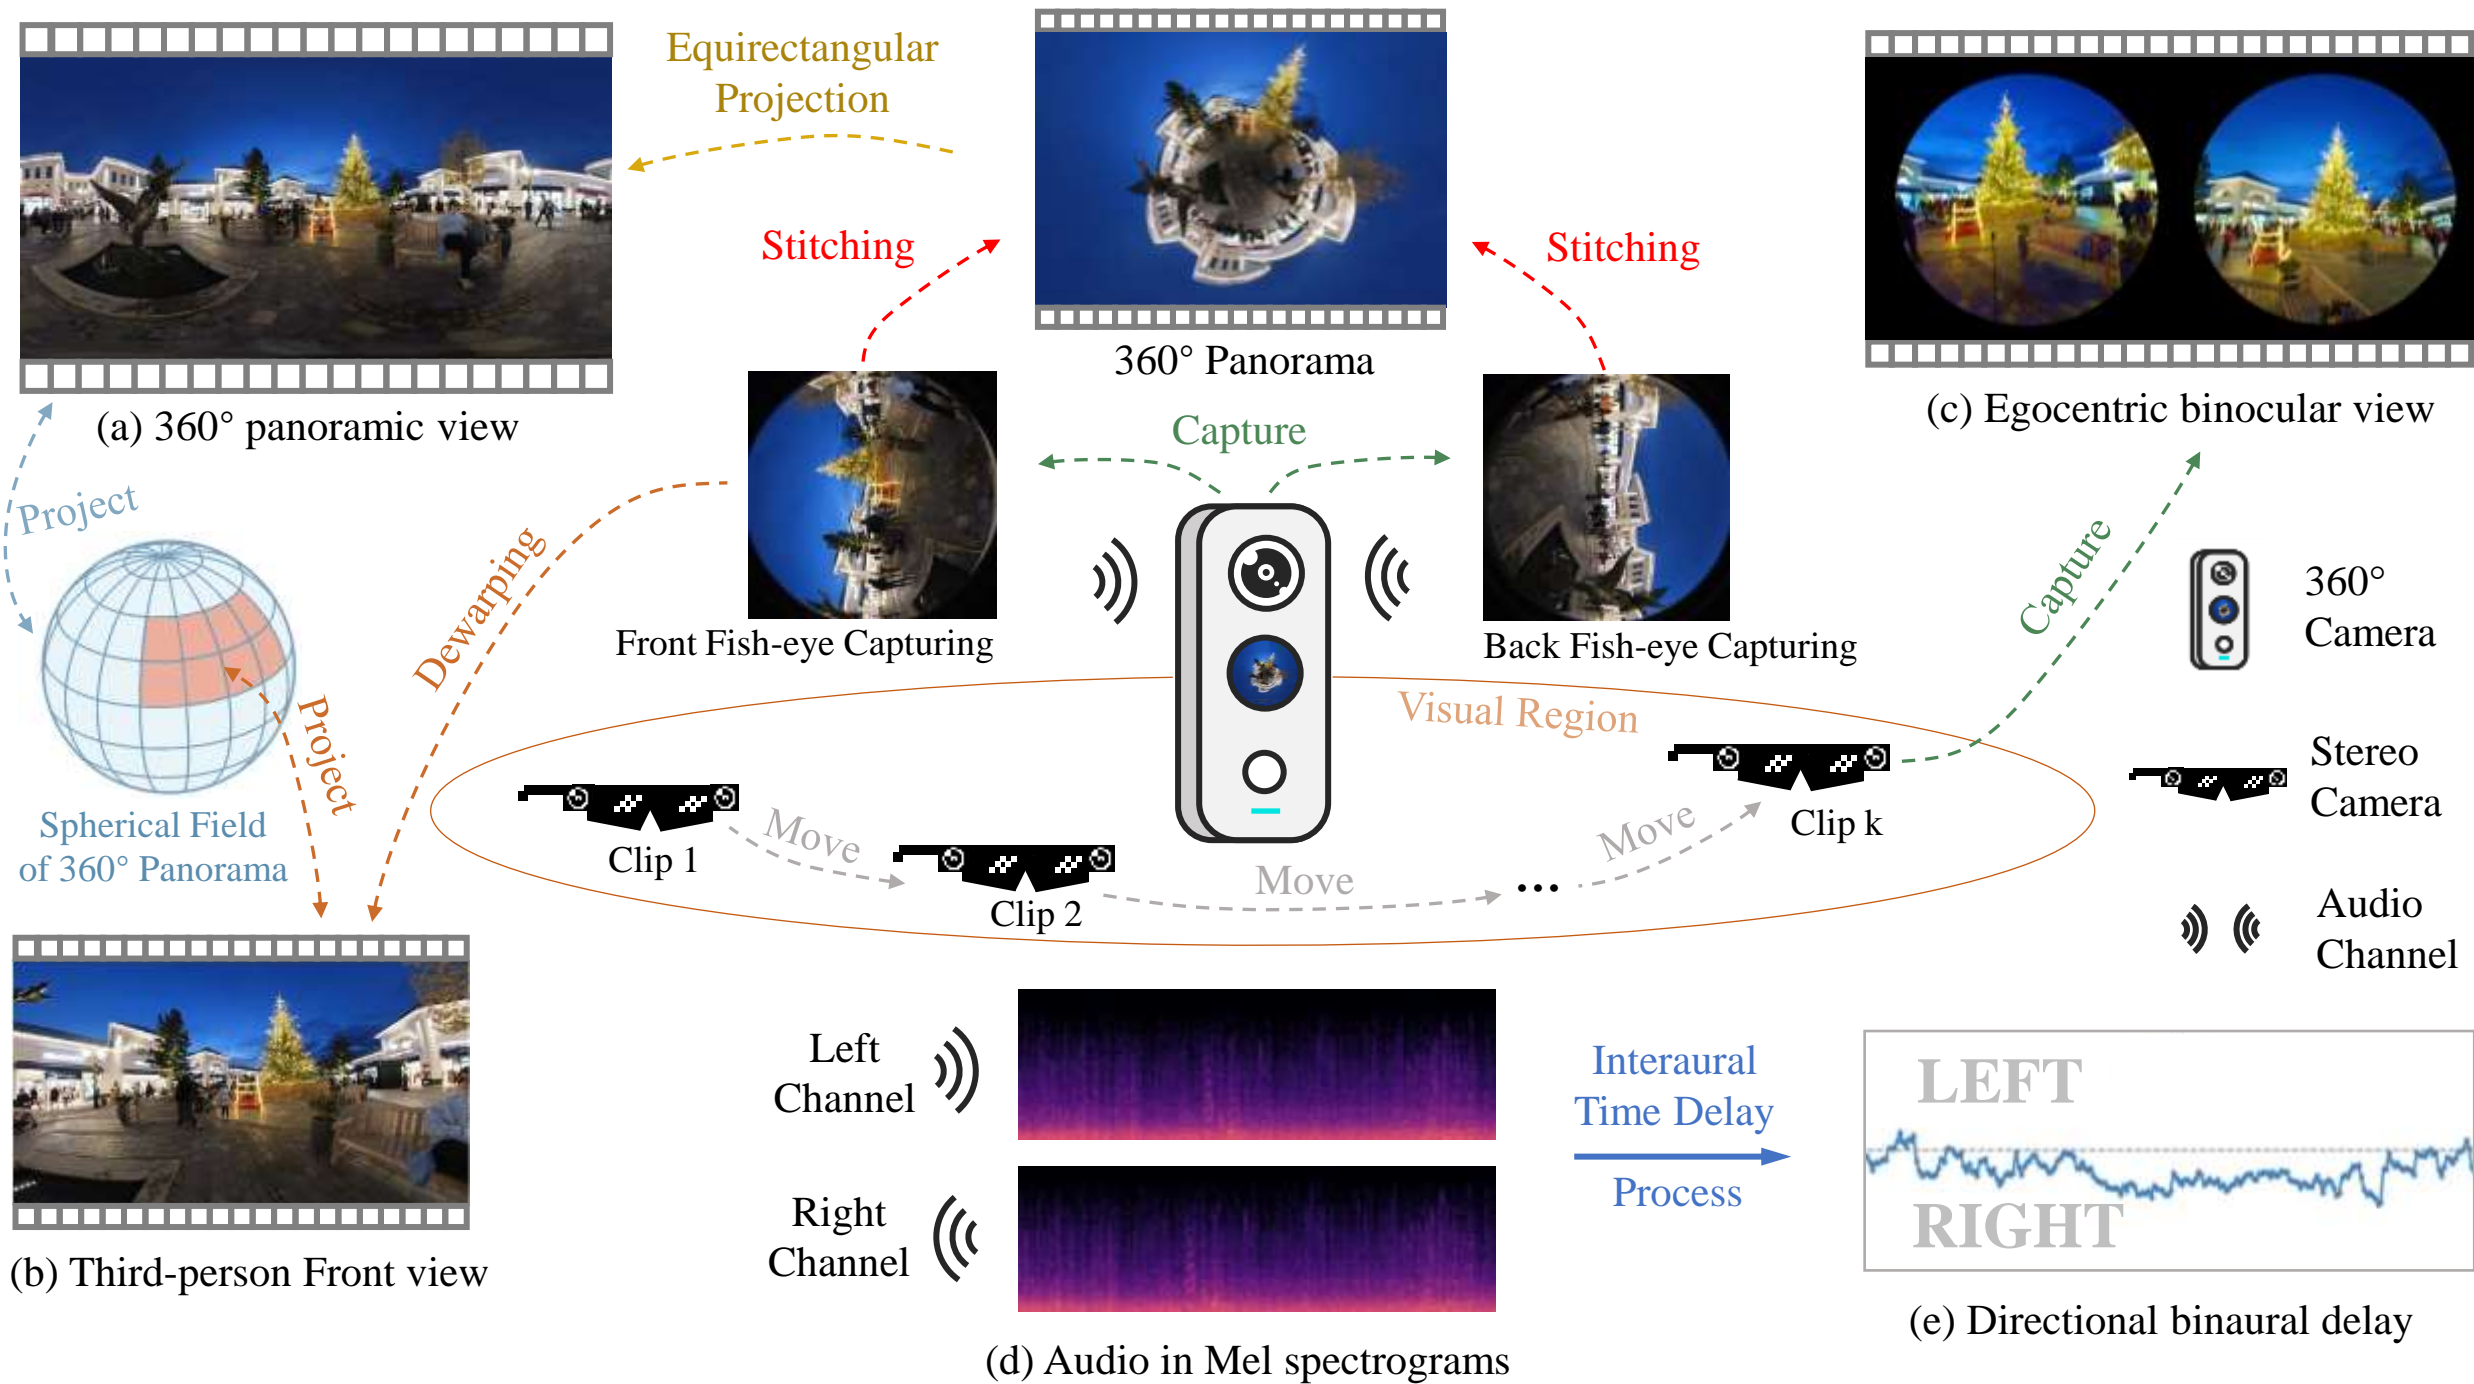 Equirectangular
Projection
Stitching
Stitching
360° Panorama
(a) 360° panoramic view
(c) Egocentric binocular view
Capture
Project
Dewarping
Capture
Front Fish-eye Capturing
Back Fish-eye Capturing
360°
Camera
Project
Visual Region
Stereo
Camera
Spherical Field
of 360° Panorama
Clip 1
Move
Clip 2
Move
...
Move
Clip k
Audio
Channel
(b) Third-person Front view
Left
Channel
Right
Channel
(d) Audio in Mel spectrograms
Interaural
Time Delay
Process
LEFT
RIGHT
(e) Directional binaural delay